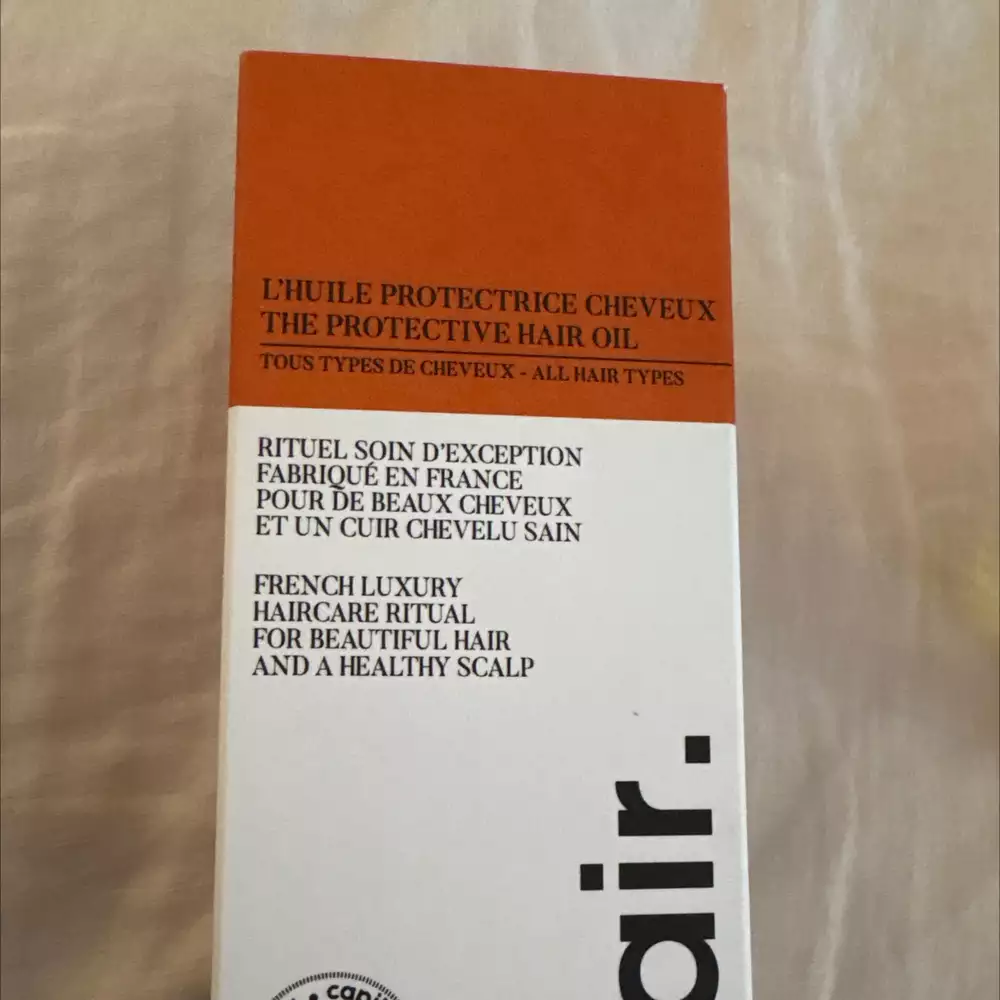 L'HUILE PROTECTRICE CHEVEUX
THE PROTECTIVE HAIR OIL
TOUS TYPES DE CHEVEUX - ALL HAIR TYPES
RITUEL SOIN D'EXCEPTION
FABRIQUÉ EN FRANCE
POUR DE BEAUX CHEVEUX
ET UN CUIR CHEVELU SAIN
FRENCH LUXURY
HAIRCARE RITUAL
FOR BEAUTIFUL HAIR
AND A HEALTHY SCALP
air.